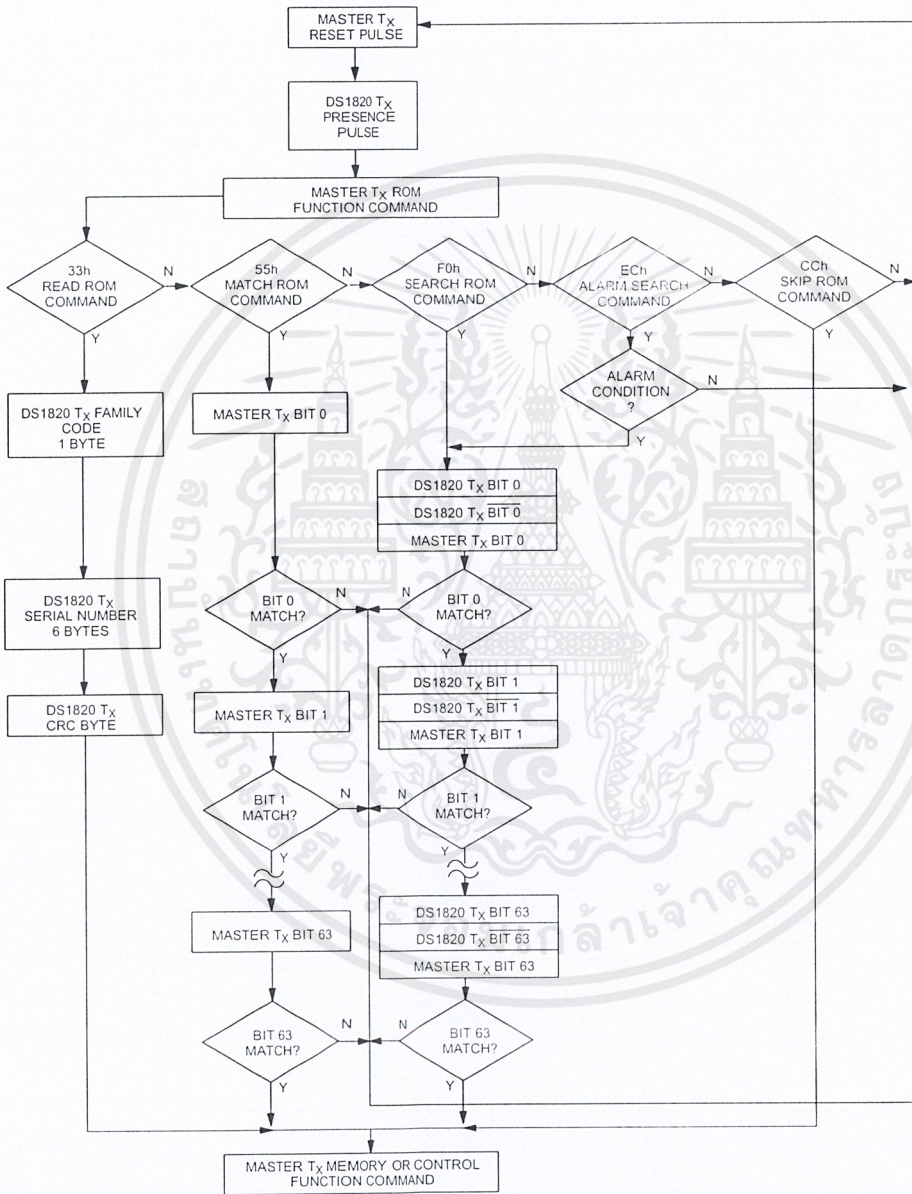 MASTER TX
RESET PULSE
DS1820 TX
PRESENCE
PULSE
MASTER TX ROM
FUNCTION COMMAND
33h
READ ROM
COMMAND
N
Y
55h
MATCH ROM
COMMAND
N
Y
F0h
SEARCH ROM
COMMAND
N
Y
ECh
ALARM SEARCH
COMMAND
N
Y
CCh
SKIP ROM
COMMAND
N
Y
ALARM
CONDITION
?
N
Y
DS1820 TX FAMILY
CODE
1 BYTE
DS1820 TX
SERIAL NUMBER
6 BYTES
DS1820 TX
CRC BYTE
MASTER TX BIT 0
BIT 0
MATCH?
N
Y
MASTER TX BIT 1
BIT 1
MATCH?
N
Y
MASTER TX BIT 63
BIT 63
MATCH?
N
Y
DS1820 TX BIT 0
DS1820 TX BIT 0
MASTER TX BIT 0
BIT 0
MATCH?
N
Y
DS1820 TX BIT 1
DS1820 TX BIT 1
MASTER TX BIT 1
BIT 1
MATCH?
N
Y
DS1820 TX BIT 63
DS1820 TX BIT 63
MASTER TX BIT 63
BIT 63
MATCH?
N
Y
MASTER TX MEMORY OR CONTROL
FUNCTION COMMAND